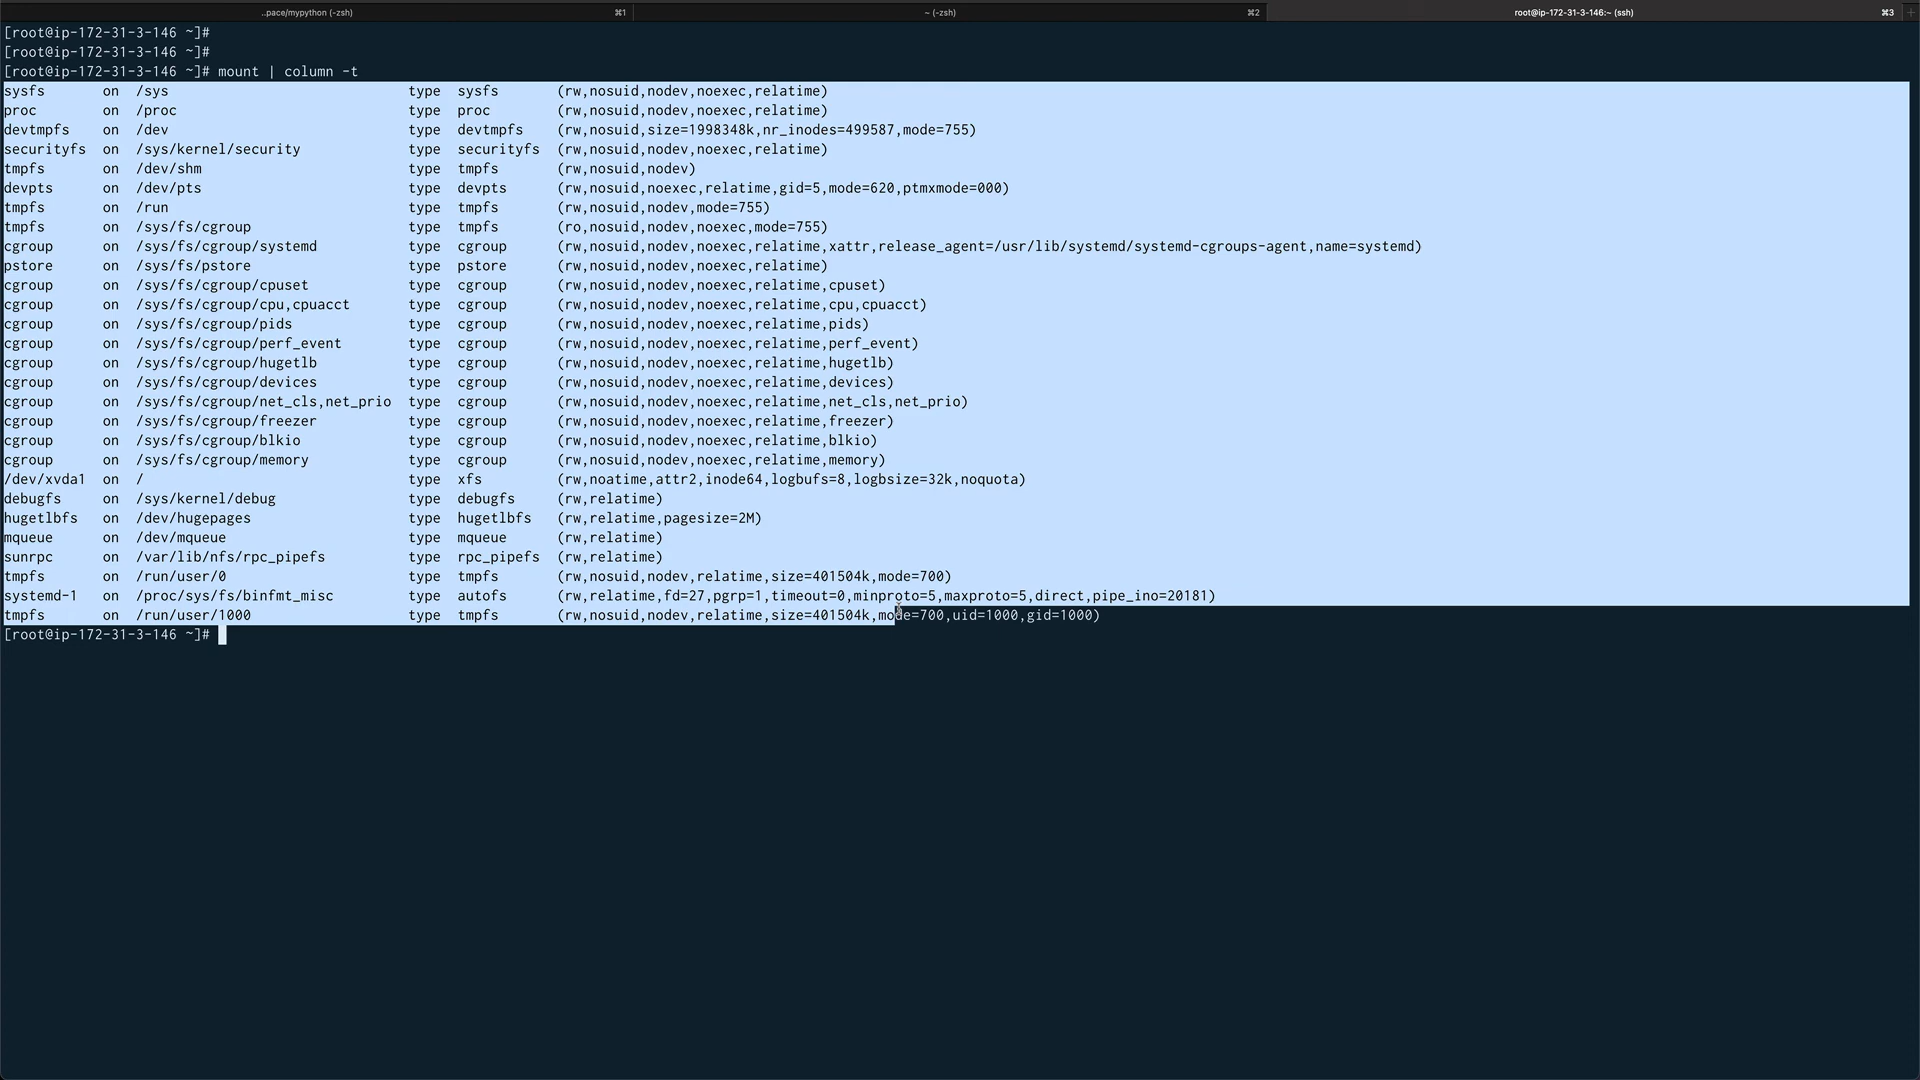 ..pace/mypython (-zsh) ⌘1 ~ (-zsh) ⌘2 root@ip-172-31-3-146:~ (ssh) ⌘3 +
[root@ip-172-31-3-146 ~]#
[root@ip-172-31-3-146 ~]#
[root@ip-172-31-3-146 ~]# mount | column -t
sysfs       on  /sys                             type  sysfs       (rw,nosuid,nodev,noexec,relatime)
proc        on  /proc                            type  proc        (rw,nosuid,nodev,noexec,relatime)
devtmpfs    on  /dev                             type  devtmpfs    (rw,nosuid,size=1998348k,nr_inodes=499587,mode=755)
securityfs  on  /sys/kernel/security             type  securityfs  (rw,nosuid,nodev,noexec,relatime)
tmpfs       on  /dev/shm                         type  tmpfs       (rw,nosuid,nodev)
devpts      on  /dev/pts                         type  devpts      (rw,nosuid,noexec,relatime,gid=5,mode=620,ptmxmode=000)
tmpfs       on  /run                             type  tmpfs       (rw,nosuid,nodev,mode=755)
tmpfs       on  /sys/fs/cgroup                   type  tmpfs       (ro,nosuid,nodev,noexec,mode=755)
cgroup      on  /sys/fs/cgroup/systemd           type  cgroup      (rw,nosuid,nodev,noexec,relatime,xattr,release_agent=/usr/lib/systemd/systemd-cgroups-agent,name=systemd)
pstore      on  /sys/fs/pstore                   type  pstore      (rw,nosuid,nodev,noexec,relatime)
cgroup      on  /sys/fs/cgroup/cpuset            type  cgroup      (rw,nosuid,nodev,noexec,relatime,cpuset)
cgroup      on  /sys/fs/cgroup/cpu,cpuacct       type  cgroup      (rw,nosuid,nodev,noexec,relatime,cpu,cpuacct)
cgroup      on  /sys/fs/cgroup/pids              type  cgroup      (rw,nosuid,nodev,noexec,relatime,pids)
cgroup      on  /sys/fs/cgroup/perf_event        type  cgroup      (rw,nosuid,nodev,noexec,relatime,perf_event)
cgroup      on  /sys/fs/cgroup/hugetlb           type  cgroup      (rw,nosuid,nodev,noexec,relatime,hugetlb)
cgroup      on  /sys/fs/cgroup/devices           type  cgroup      (rw,nosuid,nodev,noexec,relatime,devices)
cgroup      on  /sys/fs/cgroup/net_cls,net_prio  type  cgroup      (rw,nosuid,nodev,noexec,relatime,net_cls,net_prio)
cgroup      on  /sys/fs/cgroup/freezer           type  cgroup      (rw,nosuid,nodev,noexec,relatime,freezer)
cgroup      on  /sys/fs/cgroup/blkio             type  cgroup      (rw,nosuid,nodev,noexec,relatime,blkio)
cgroup      on  /sys/fs/cgroup/memory            type  cgroup      (rw,nosuid,nodev,noexec,relatime,memory)
/dev/xvda1  on  /                                type  xfs         (rw,noatime,attr2,inode64,logbufs=8,logbsize=32k,noquota)
debugfs     on  /sys/kernel/debug                type  debugfs     (rw,relatime)
hugetlbfs   on  /dev/hugepages                   type  hugetlbfs   (rw,relatime,pagesize=2M)
mqueue      on  /dev/mqueue                      type  mqueue      (rw,relatime)
sunrpc      on  /var/lib/nfs/rpc_pipefs          type  rpc_pipefs  (rw,relatime)
tmpfs       on  /run/user/0                      type  tmpfs       (rw,nosuid,nodev,relatime,size=401504k,mode=700)
systemd-1   on  /proc/sys/fs/binfmt_misc         type  autofs      (rw,relatime,fd=27,pgrp=1,timeout=0,minproto=5,maxproto=5,direct,pipe_ino=20181)
tmpfs       on  /run/user/1000                   type  tmpfs       (rw,nosuid,nodev,relatime,size=401504k,mode=700,uid=1000,gid=1000)
[root@ip-172-31-3-146 ~]#